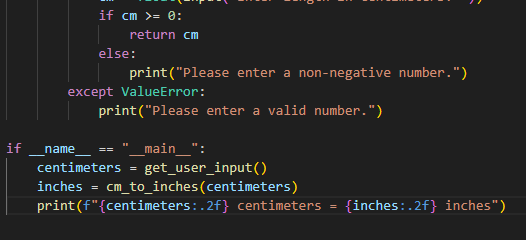 if cm >= 0:
return cm
else:
print("Please enter a non-negative number.")
except ValueError:
print("Please enter a valid number.")
if __name__ == "__main__":
centimeters = get_user_input()
inches = cm_to_inches(centimeters)
print(f"{centimeters:.2f} centimeters = {inches:.2f} inches")